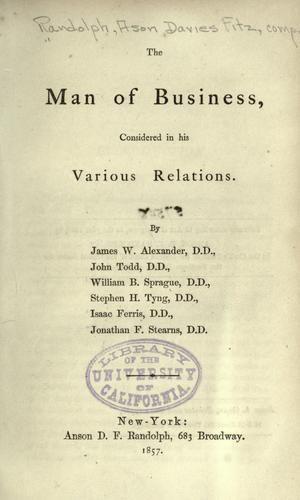 Randolph, Anson Davies Fitz, comp.
The
Man of Business,
Considered in his
Various Relations.
By
James W. Alexander, D.D.,
John Todd, D.D.,
William B. Sprague, D.D.,
Stephen H. Tyng, D.D.,
Isaac Ferris, D.D.,
Jonathan F. Stearns, D.D.
LIBRARY
OF THE
UNIVERSITY
OF
CALIFORNIA.
New-York:
Anson D. F. Randolph, 683 Broadway.
1857.